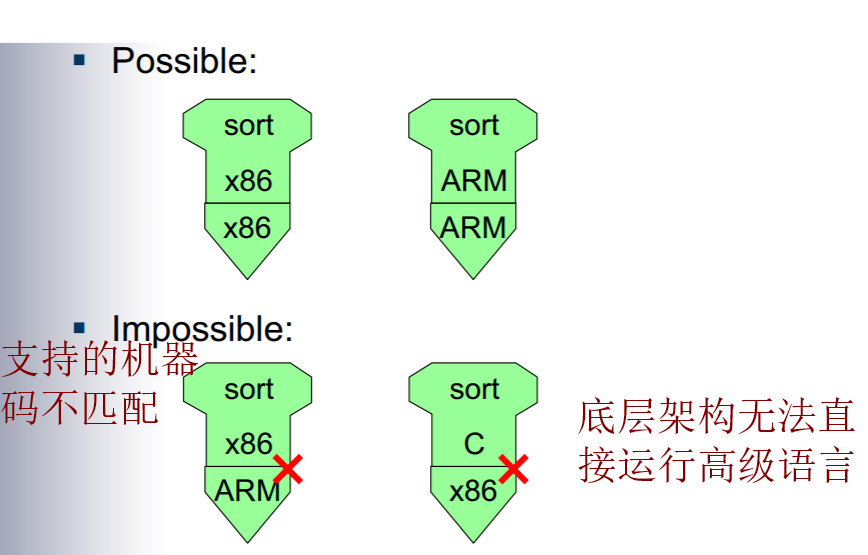 Possible:
sort
sort
x86
ARM
x86
ARM
Impossible:
支持的机器
码不匹配
sort
sort
x86
C
ARM
x86
底层架构无法直
接运行高级语言